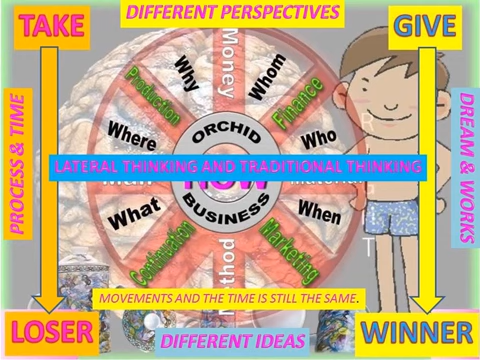 DIFFERENT PERSPECTIVES
TAKE
GIVE
Money
Why
Whom
Production
Finance
ORCHID
Where
Who
PROCESS & TIME
DREAM & WORKS
LATERAL THINKING AND TRADITIONAL THINKING
HOW
What
When
BUSINESS
Marketing
MOVEMENTS AND THE TIME IS STILL THE SAME.
LOSER
DIFFERENT IDEAS
WINNER